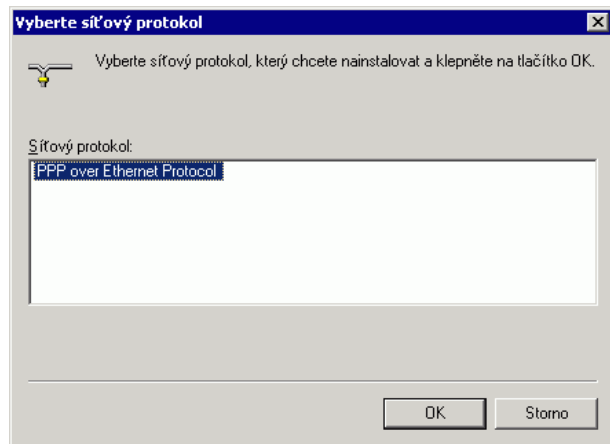 Vyberte síťový protokol
Vyberte síťový protokol, který chcete nainstalovat a klepněte na tlačítko OK.
Síťový protokol:
PPP over Ethernet Protocol
OK
Storno